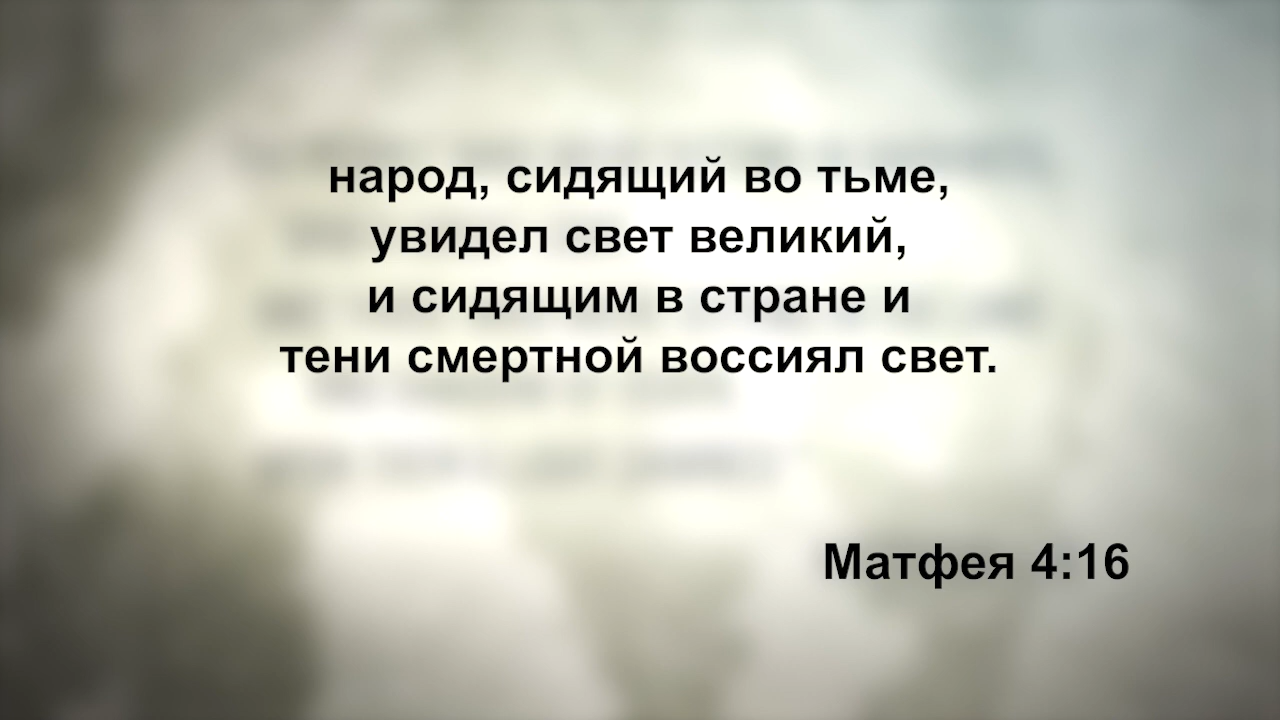 народ, сидящий во тьме,
увидел свет великий,
и сидящим в стране и
тени смертной воссиял свет.
Матфея 4:16